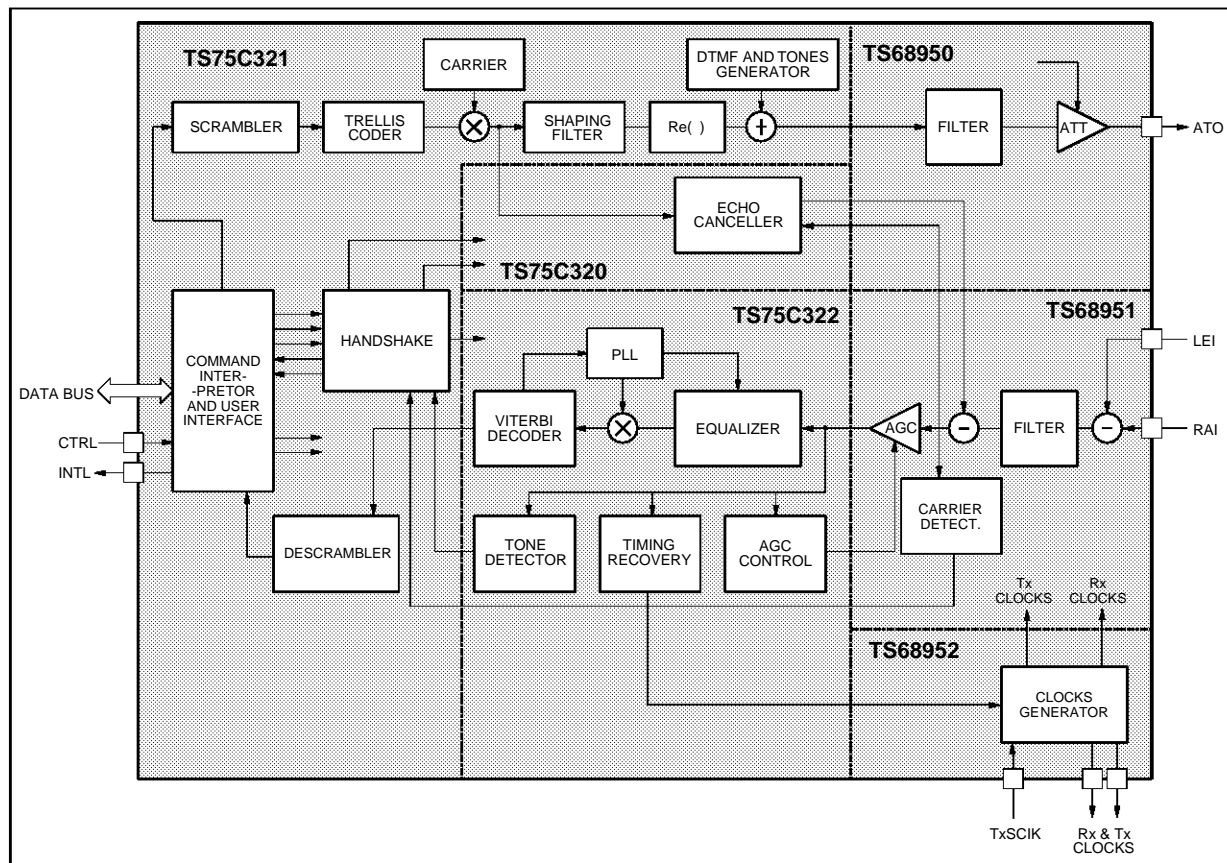 TS75C321
CARRIER
DTMF AND TONES
GENERATOR
TS68950
SCRAMBLER
TRELLIS
CODER
SHAPING
FILTER
Re( )
FILTER
ATT
ATO
ECHO
CANCELLER
TS75C320
TS75C322
TS68951
LEI
HANDSHAKE
PLL
COMMAND
INTER-
-PRETOR
AND USER
INTERFACE
DATA BUS
VITERBI
DECODER
EQUALIZER
AGC
FILTER
RAI
CTRL
INTL
CARRIER
DETECT.
DESCRAMBLER
TONE
DETECTOR
TIMING
RECOVERY
AGC
CONTROL
Tx
CLOCKS
Rx
CLOCKS
TS68952
CLOCKS
GENERATOR
TxSCIK
Rx & Tx
CLOCKS